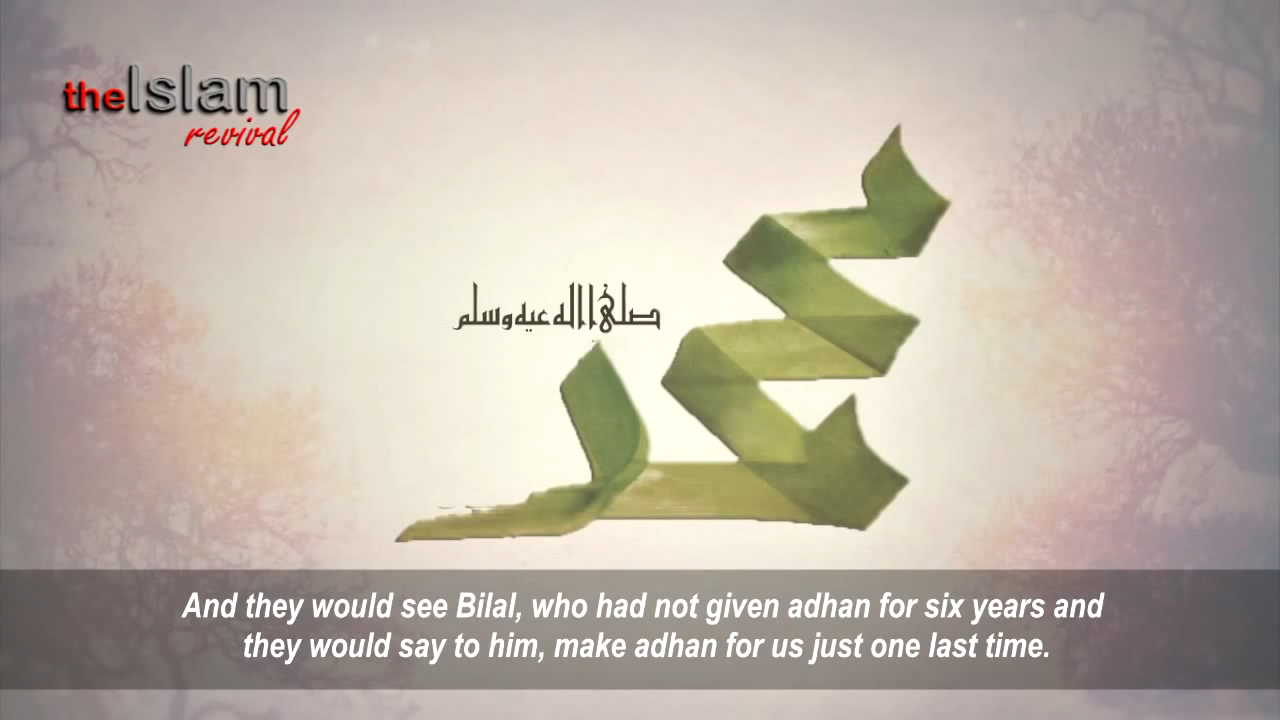 theIslam
revival
محمد
صلى االله عيه وسلم
And they would see Bilal, who had not given adhan for six years and
they would say to him, make adhan for us just one last time.